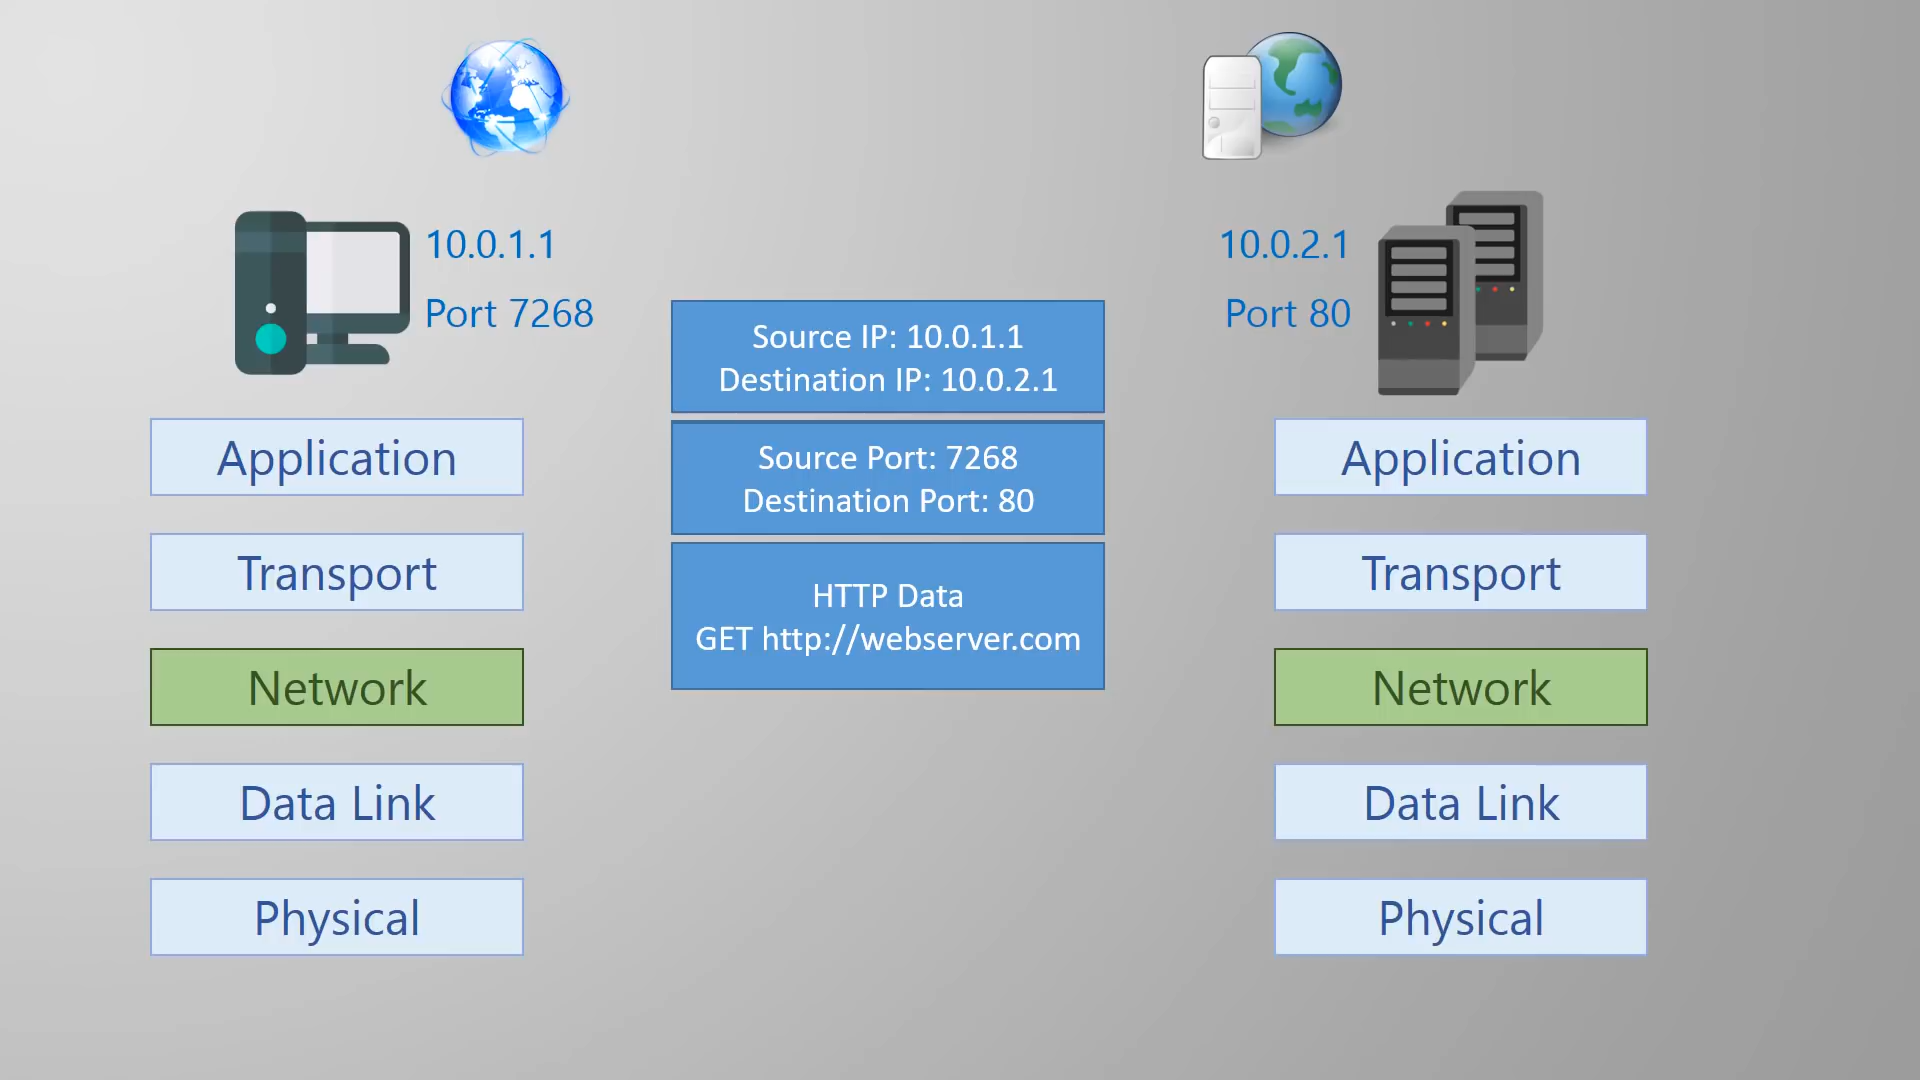 10.0.1.1
Port 7268
10.0.2.1
Port 80
Source IP: 10.0.1.1
Destination IP: 10.0.2.1
Source Port: 7268
Destination Port: 80
HTTP Data
GET http://webserver.com
Application
Transport
Network
Data Link
Physical
Application
Transport
Network
Data Link
Physical